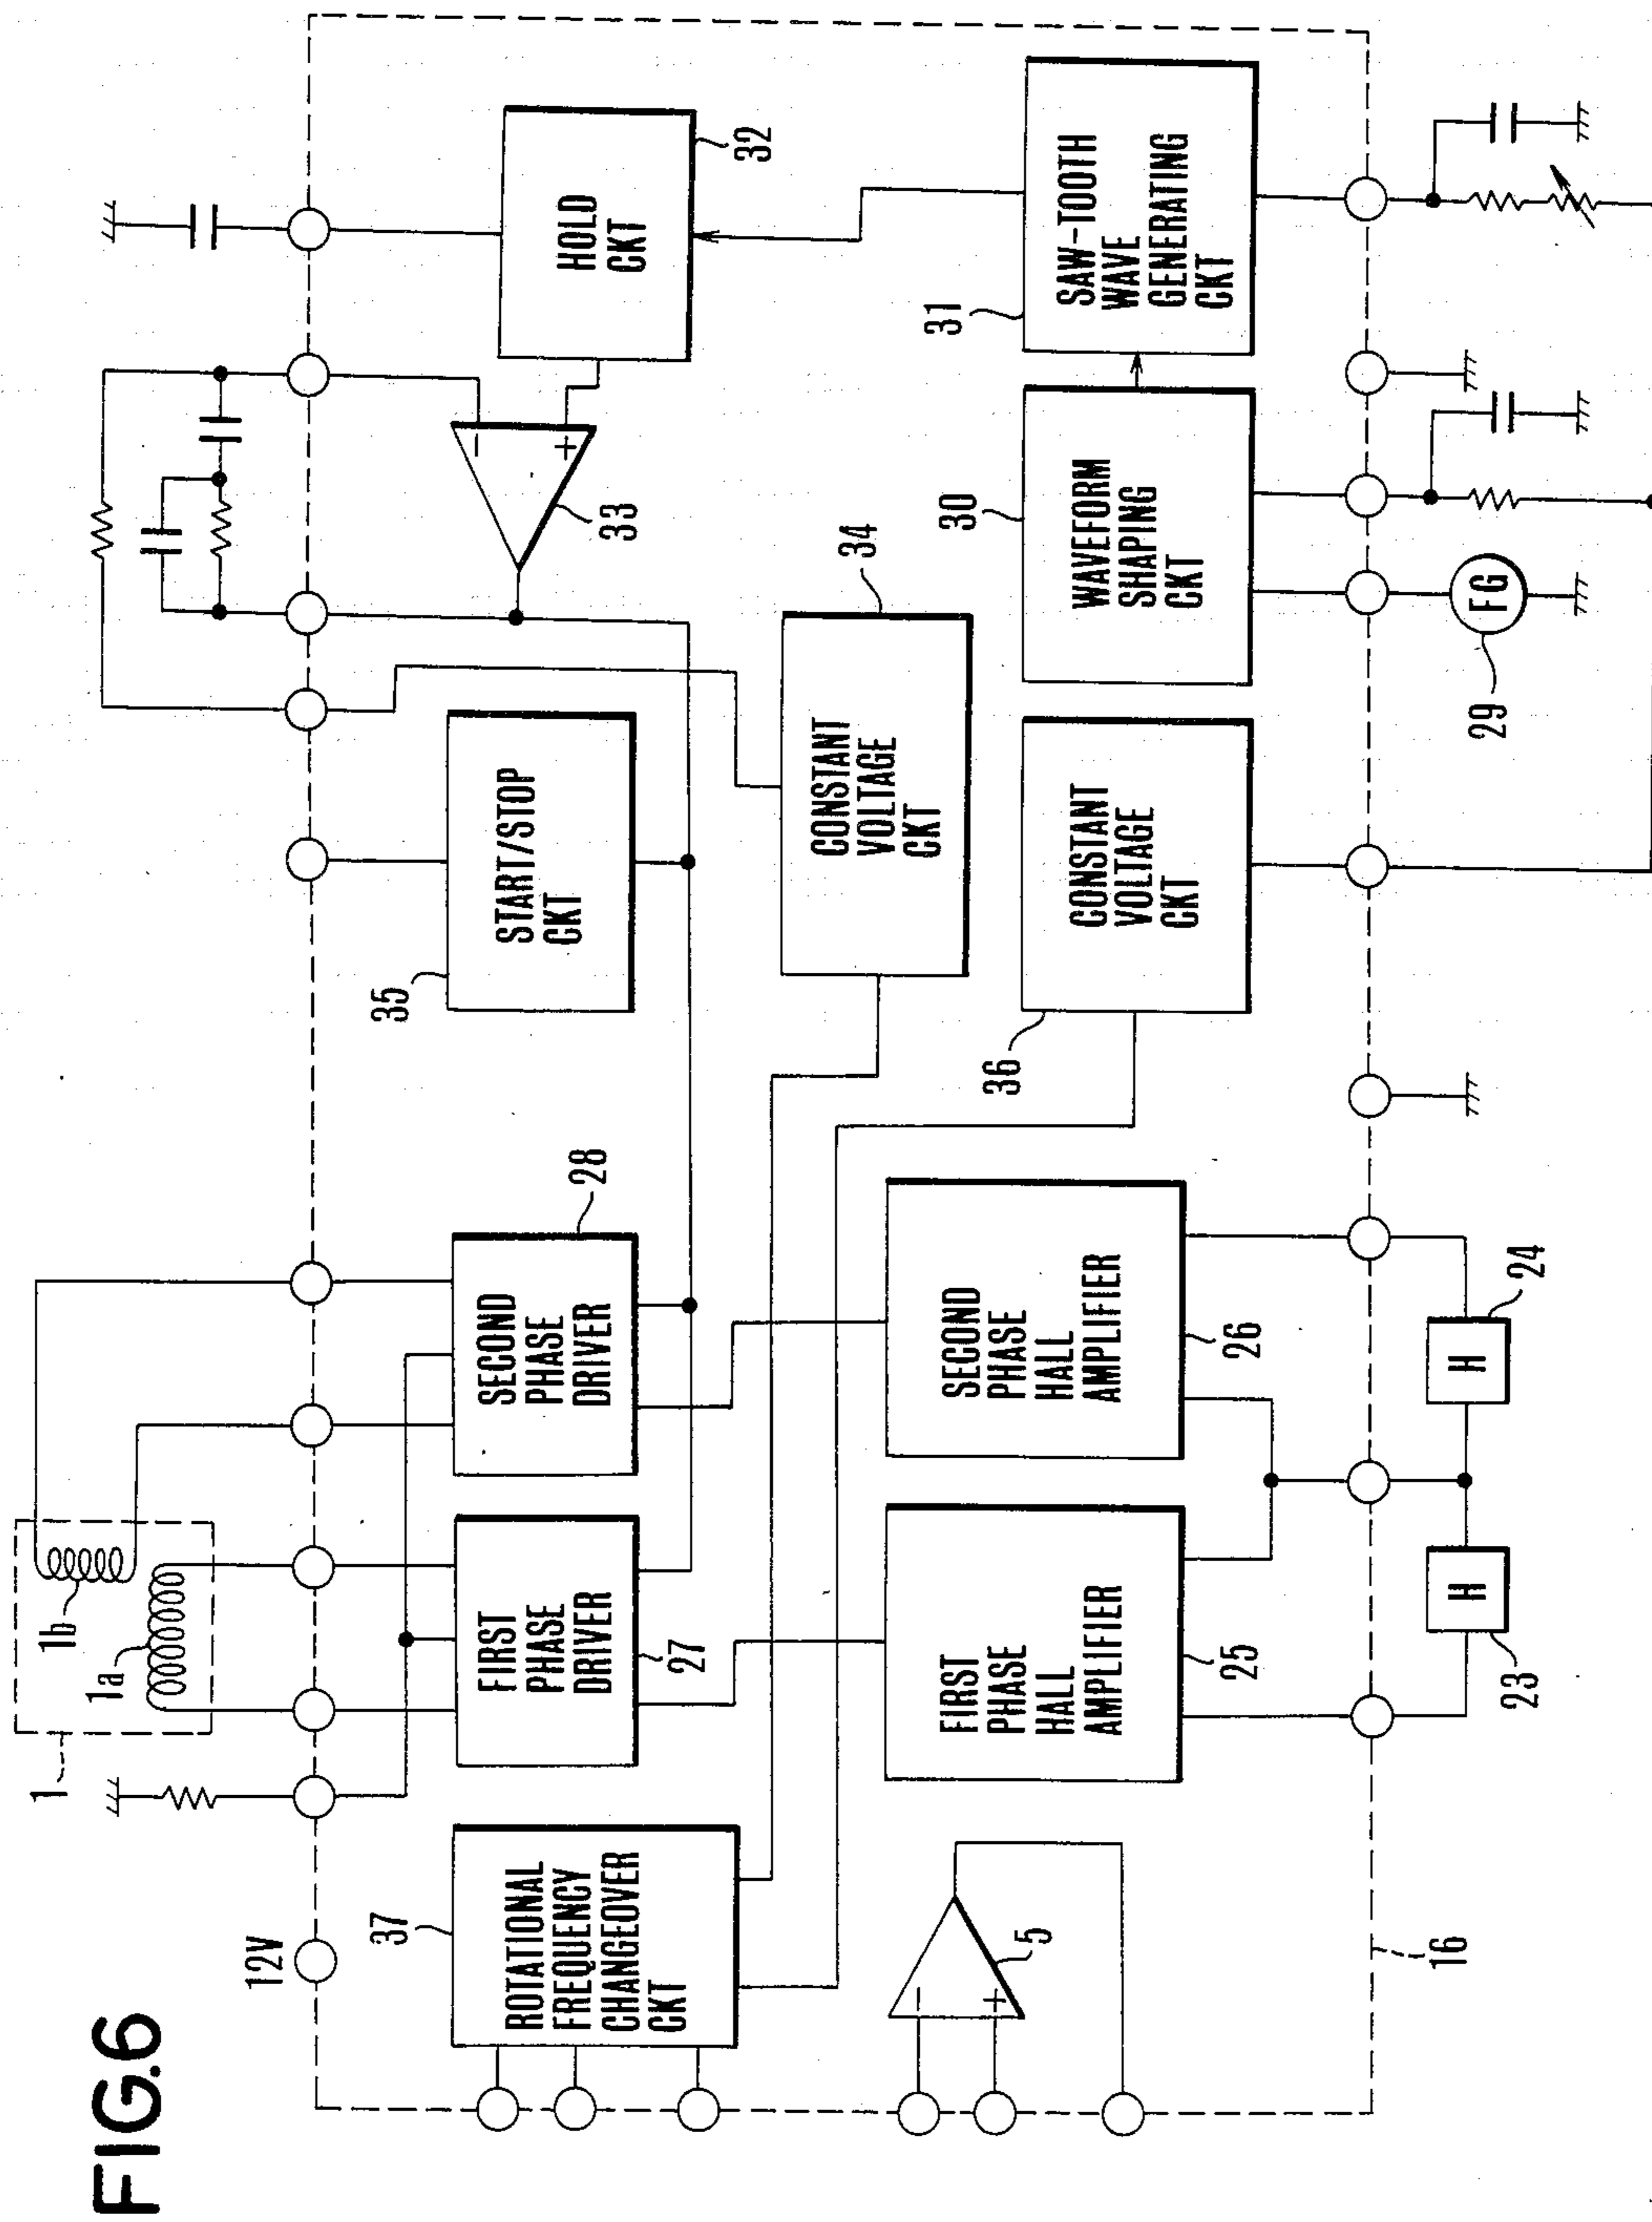 FIG.6
12V
1
1a
1b
37
ROTATIONAL
FREQUENCY
CHANGEOVER
CKT
FIRST
PHASE
DRIVER
27
SECOND
PHASE
DRIVER
28
35
START/STOP
CKT
33
−
+
HOLD
CKT
32
CONSTANT
VOLTAGE
CKT
34
5
−
+
FIRST
PHASE
HALL
AMPLIFIER
25
SECOND
PHASE
HALL
AMPLIFIER
26
36
CONSTANT
VOLTAGE
CKT
30
WAVEFORM
SHAPING
CKT
31
SAW-TOOTH
WAVE
GENERATING
CKT
16
H
23
H
24
FG
29